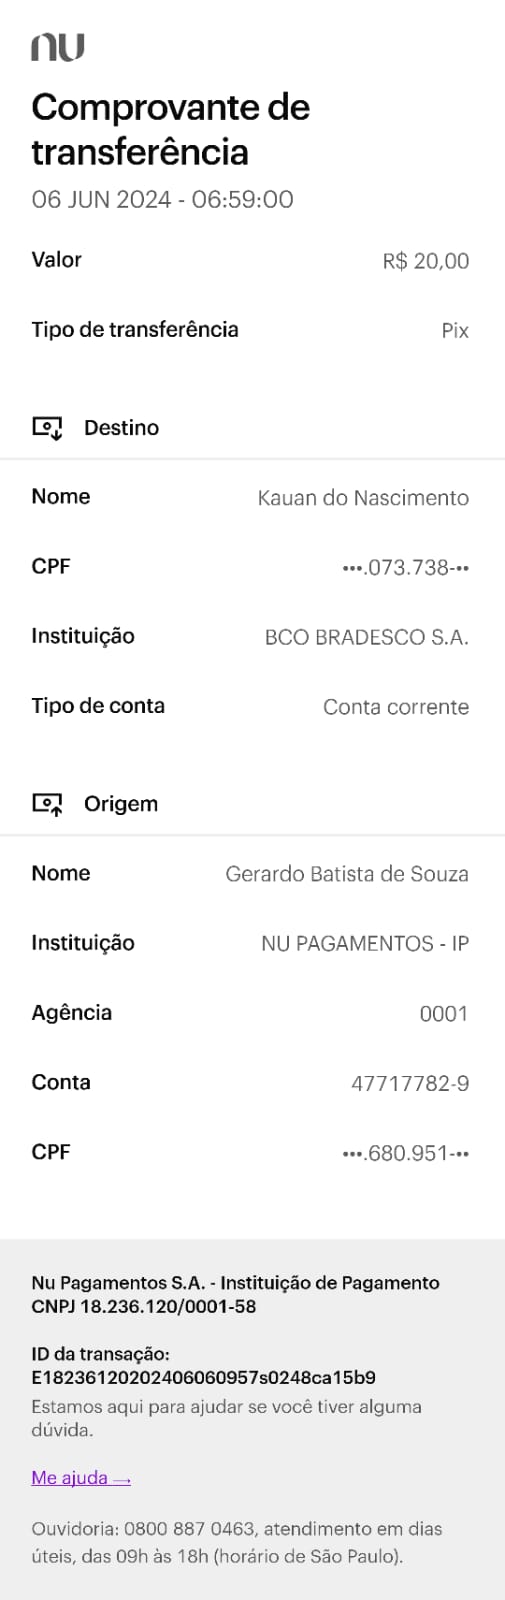 nu
Comprovante de
transferência
06 JUN 2024 - 06:59:00
Valor R$ 20,00
Tipo de transferência Pix
Destino
Nome Kauan do Nascimento
CPF •••.073.738-••
Instituição BCO BRADESCO S.A.
Tipo de conta Conta corrente
Origem
Nome Gerardo Batista de Souza
Instituição NU PAGAMENTOS - IP
Agência 0001
Conta 47717782-9
CPF •••.680.951-••
Nu Pagamentos S.A. - Instituição de Pagamento
CNPJ 18.236.120/0001-58
ID da transação:
E18236120202406060957s0248ca15b9
Estamos aqui para ajudar se você tiver alguma
dúvida.
Me ajuda →
Ouvidoria: 0800 887 0463, atendimento em dias
úteis, das 09h às 18h (horário de São Paulo).